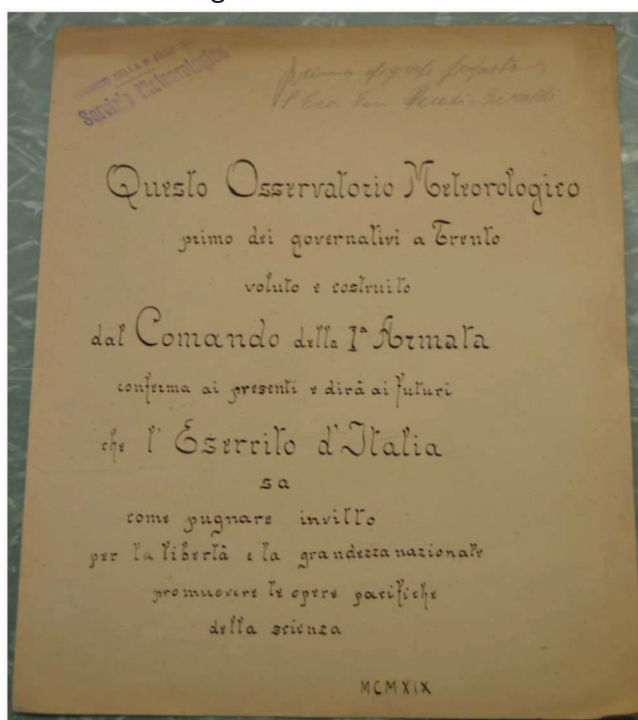 Servizio Meteorologico
Questo Osservatorio Meteorologico
primo dei governativi a Trento
voluto e costruito
dal Comando della 1ª Armata
conferma ai presenti e dirà ai futuri
che l'Esercito d'Italia
sa
come pugnare invitto
per la libertà e la grandezza nazionale
promuovere le opere pacifiche
della scienza
MCMXIX